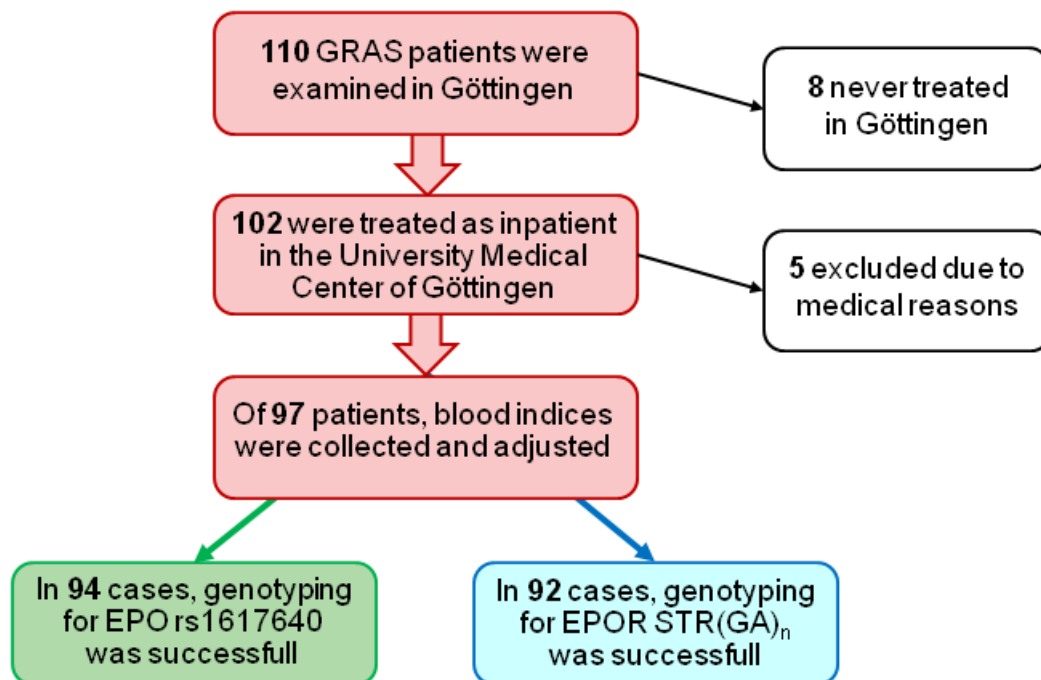 110 GRAS patients were
examined in Göttingen
8 never treated
in Göttingen
102 were treated as inpatient
in the University Medical
Center of Göttingen
5 excluded due to
medical reasons
Of 97 patients, blood indices
were collected and adjusted
In 94 cases, genotyping
for EPO rs1617640
was successfull
In 92 cases, genotyping
for EPOR STR(GA)n
was successfull